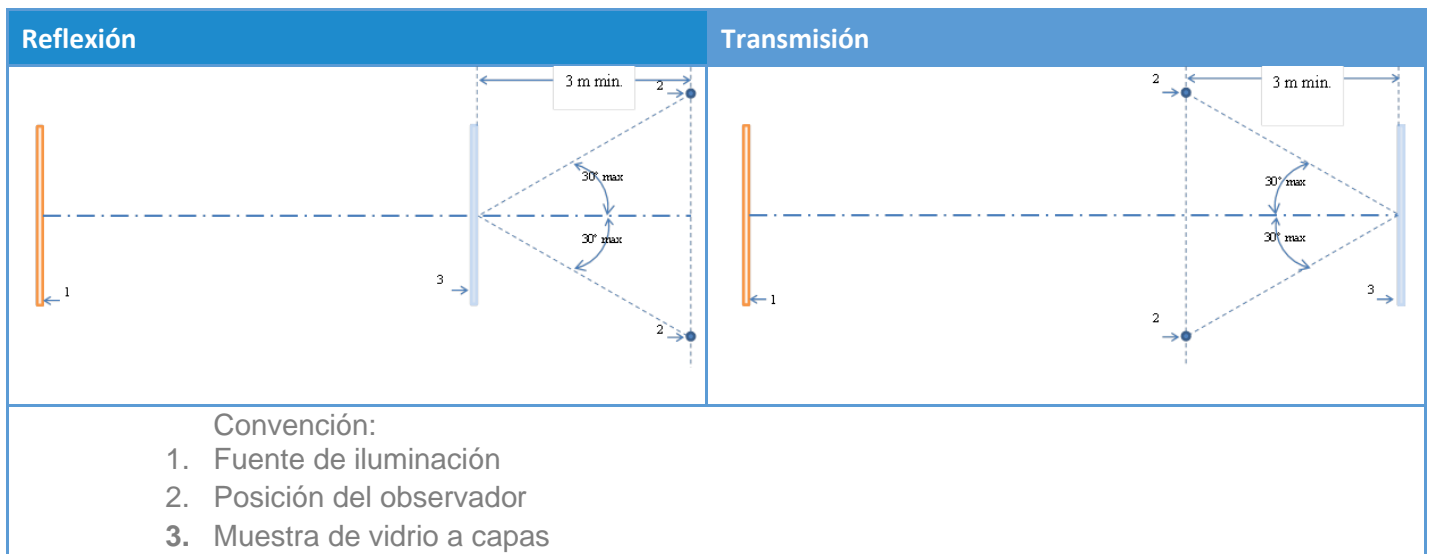 Reflexión
Transmisión
3 m min.
2
30° max
30° max
3
1
2
2
3 m min.
30° max
30° max
1
2
3
Convención:
1. Fuente de iluminación
2. Posición del observador
3. Muestra de vidrio a capas